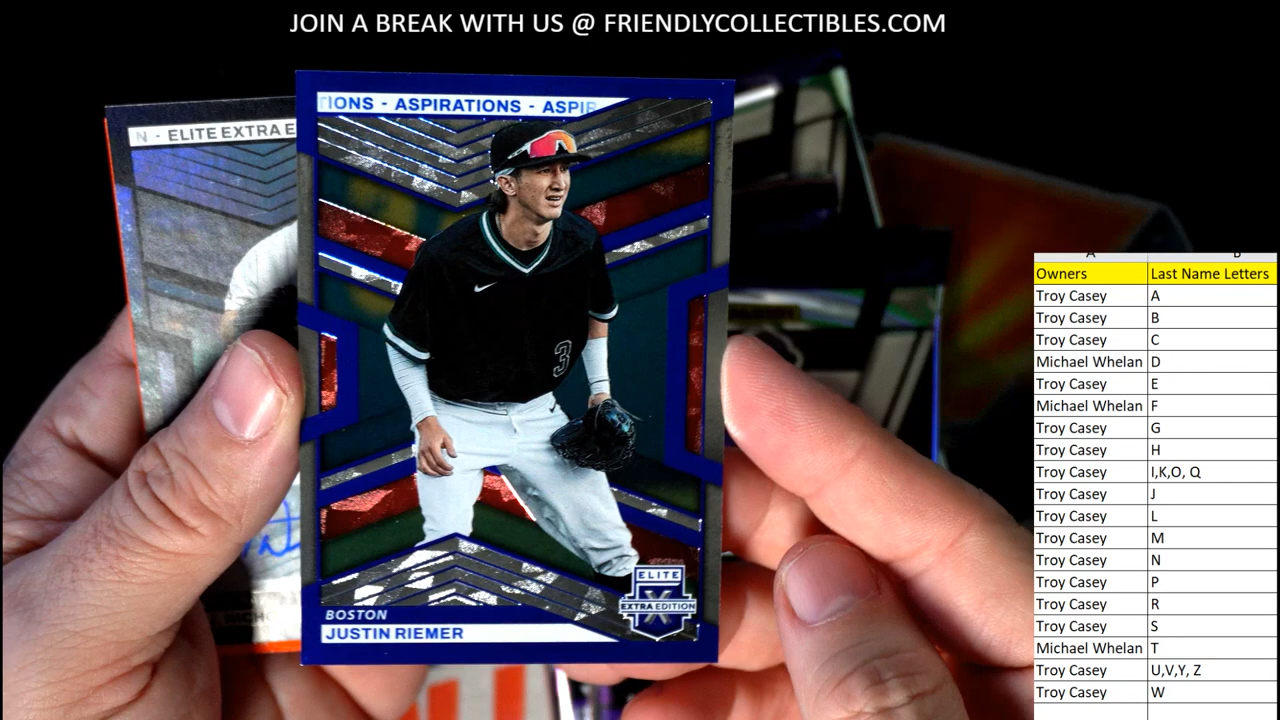 JOIN A BREAK WITH US @ FRIENDLYCOLLECTIBLES.COM
TIONS - ASPIRATIONS - ASPIR
N - ELITE EXTRA E
3
ELITE
EXTRA EDITION
X
BOSTON
JUSTIN RIEMER
A B
Owners Last Name Letters
Troy Casey A
Troy Casey B
Troy Casey C
Michael Whelan D
Troy Casey E
Michael Whelan F
Troy Casey G
Troy Casey H
Troy Casey I,K,O, Q
Troy Casey J
Troy Casey L
Troy Casey M
Troy Casey N
Troy Casey P
Troy Casey R
Troy Casey S
Michael Whelan T
Troy Casey U,V,Y, Z
Troy Casey W